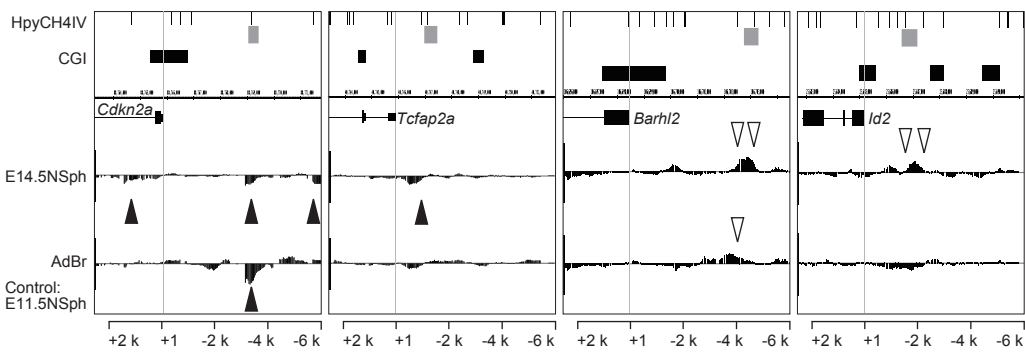 HpyCH4IV
CGI
Cdkn2a
Tcfap2a
Barhl2
Id2
E14.5NSph
AdBr
Control:
E11.5NSph
+2 k +1 -2 k -4 k -6 k
+2 k +1 -2 k -4 k -6 k
+2 k +1 -2 k -4 k -6 k
+2 k +1 -2 k -4 k -6 k